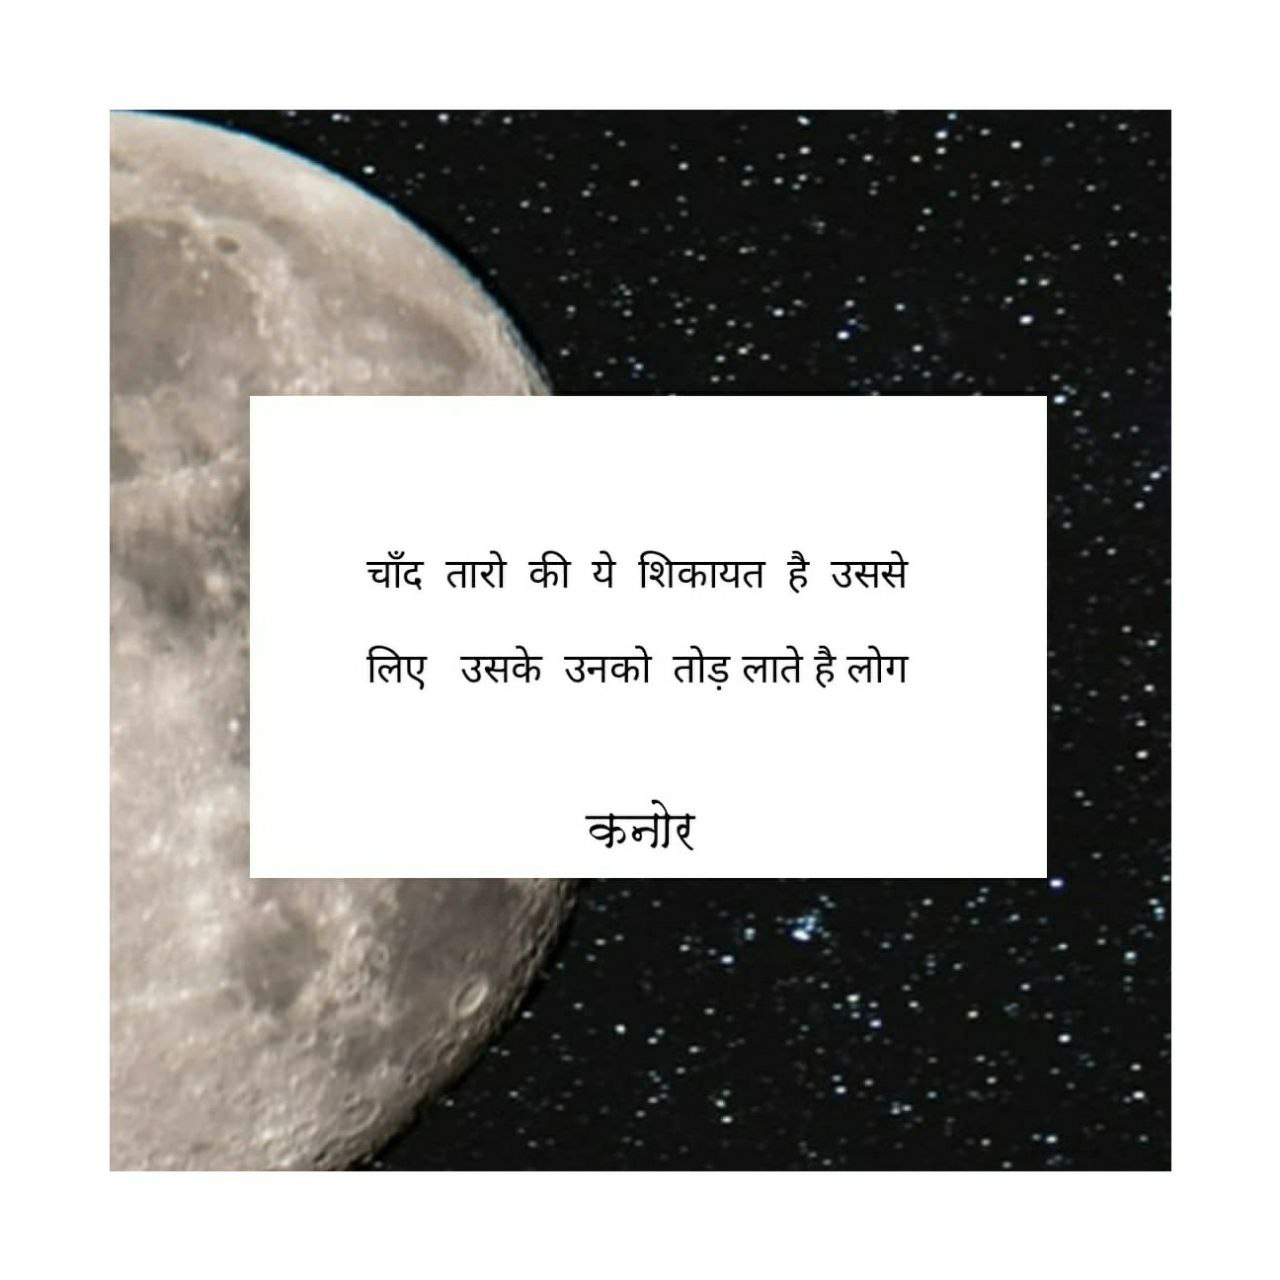 चाँद तारो की ये शिकायत है उससे
लिए उसके उनको तोड़ लाते है लोग
कनोर